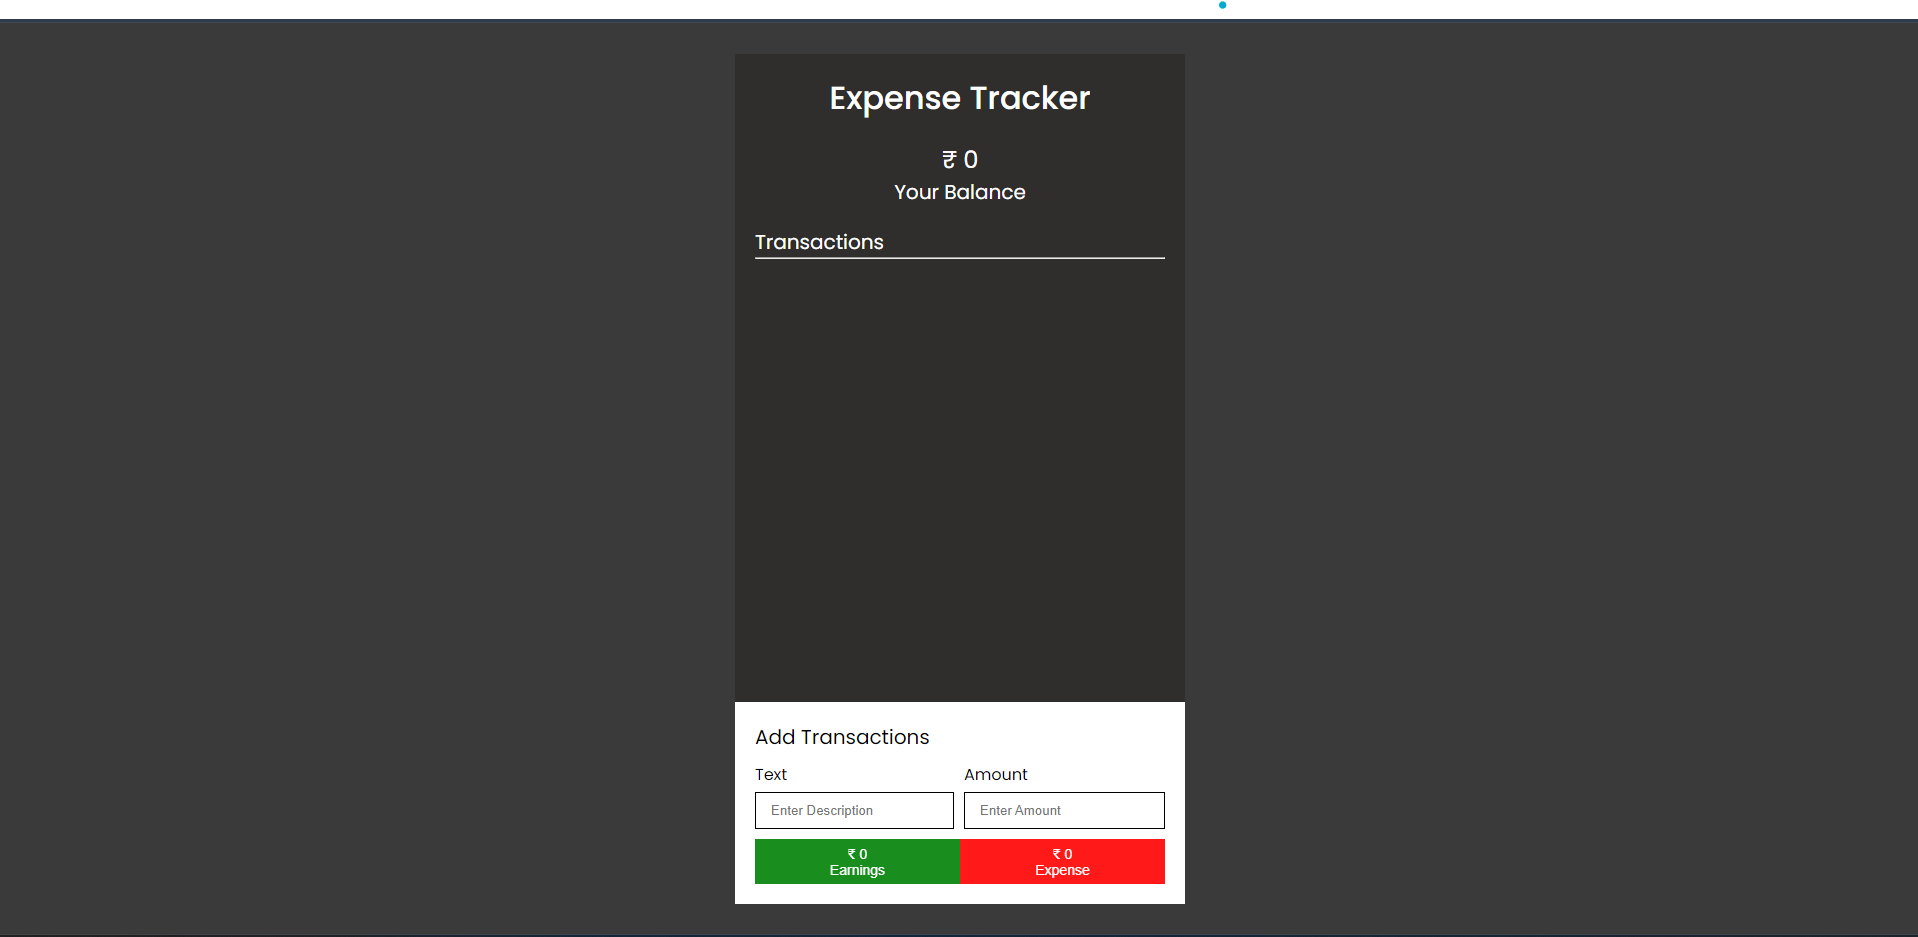 Expense Tracker
₹ 0
Your Balance
Transactions
Add Transactions
Text
Amount
Enter Description
Enter Amount
₹ 0
Earnings
₹ 0
Expense